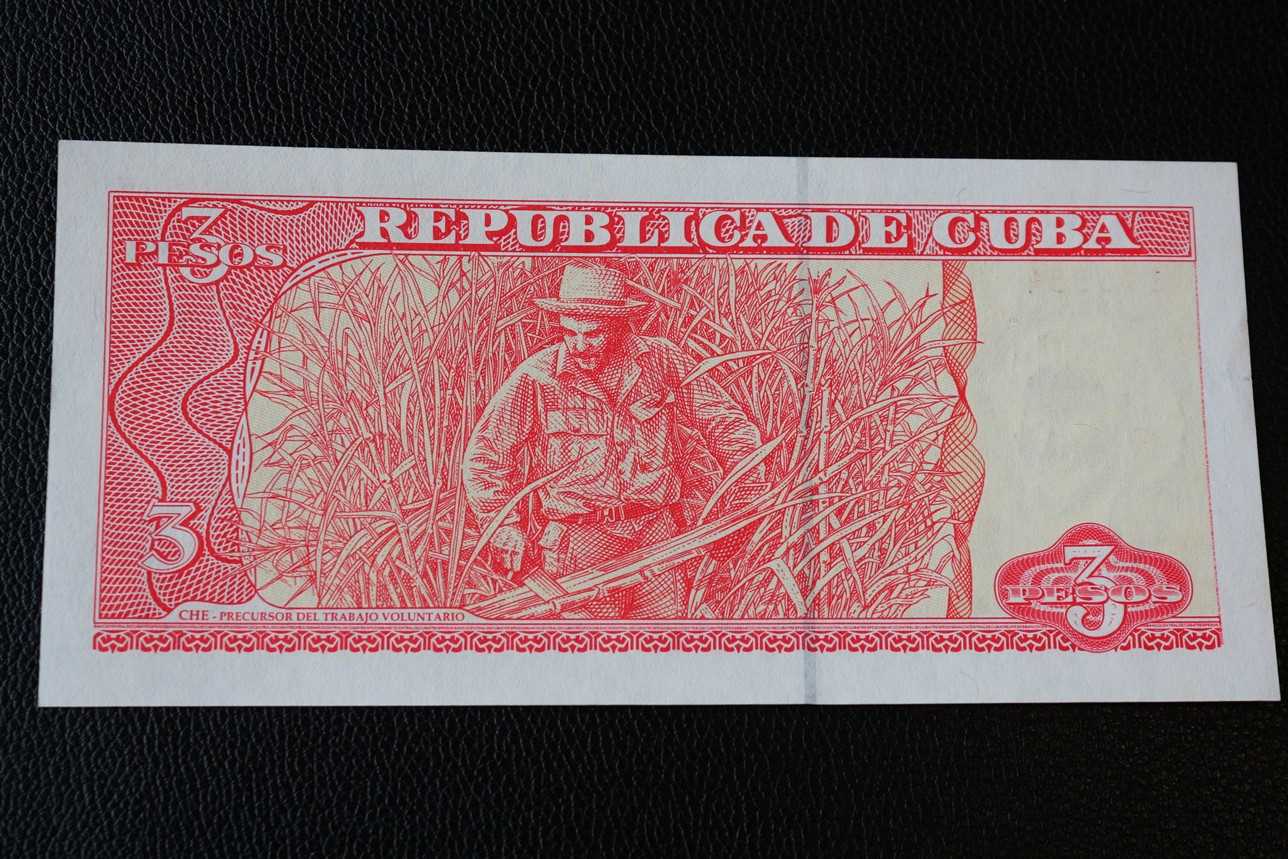 3
PESOS
REPUBLICA DE CUBA
3
CHE - PRECURSOR DEL TRABAJO VOLUNTARIO
3
PESOS